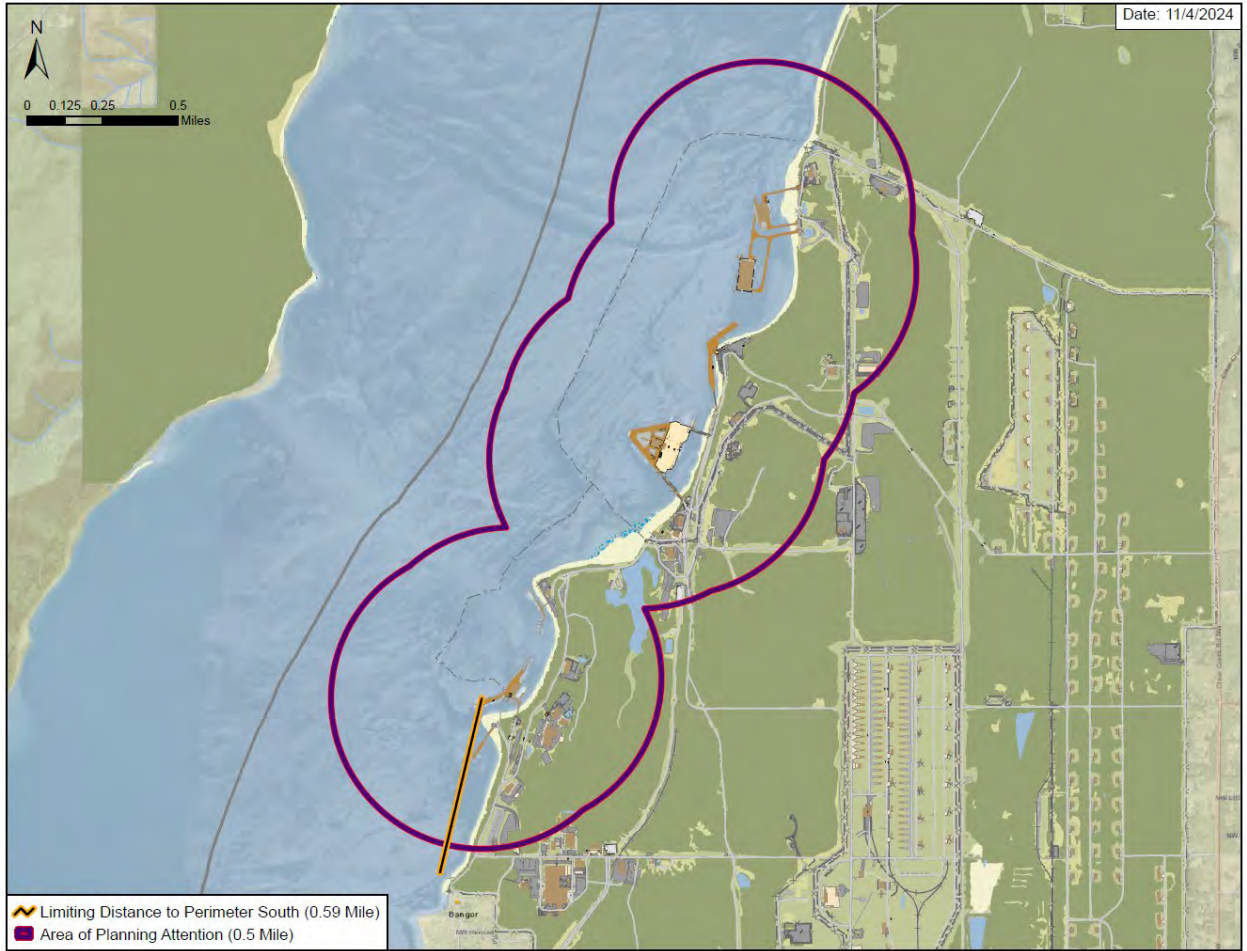 Date: 11/4/2024
N
0 0.125 0.25 0.5
Miles
Bangor
Limiting Distance to Perimeter South (0.59 Mile)
Area of Planning Attention (0.5 Mile)